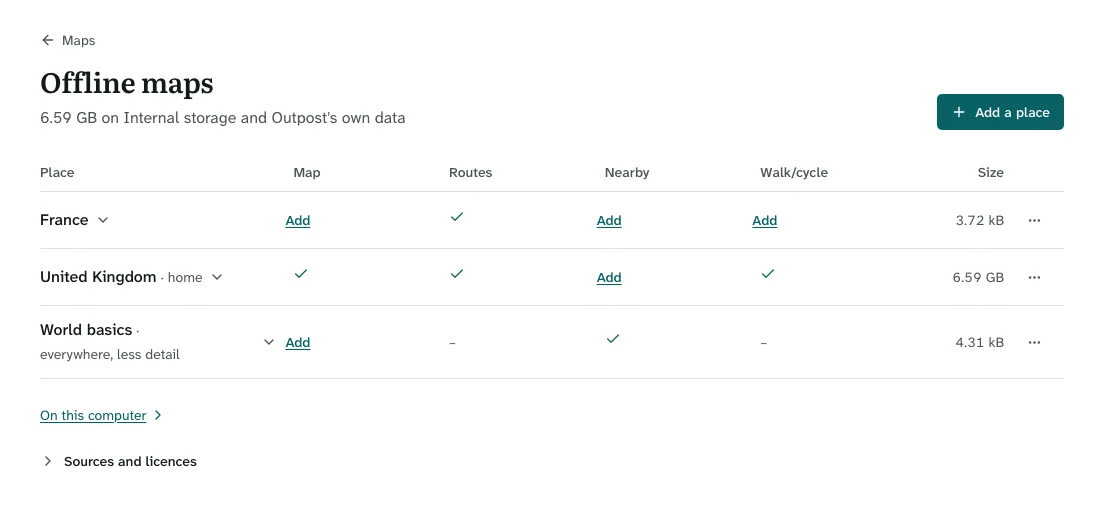 Maps
Offline maps
6.59 GB on Internal storage and Outpost's own data
Add a place
Place Map Routes Nearby Walk/cycle Size
France Add Add Add 3.72 kB
United Kingdom · home Add 6.59 GB
World basics ·
everywhere, less detail Add – – 4.31 kB
On this computer
Sources and licences